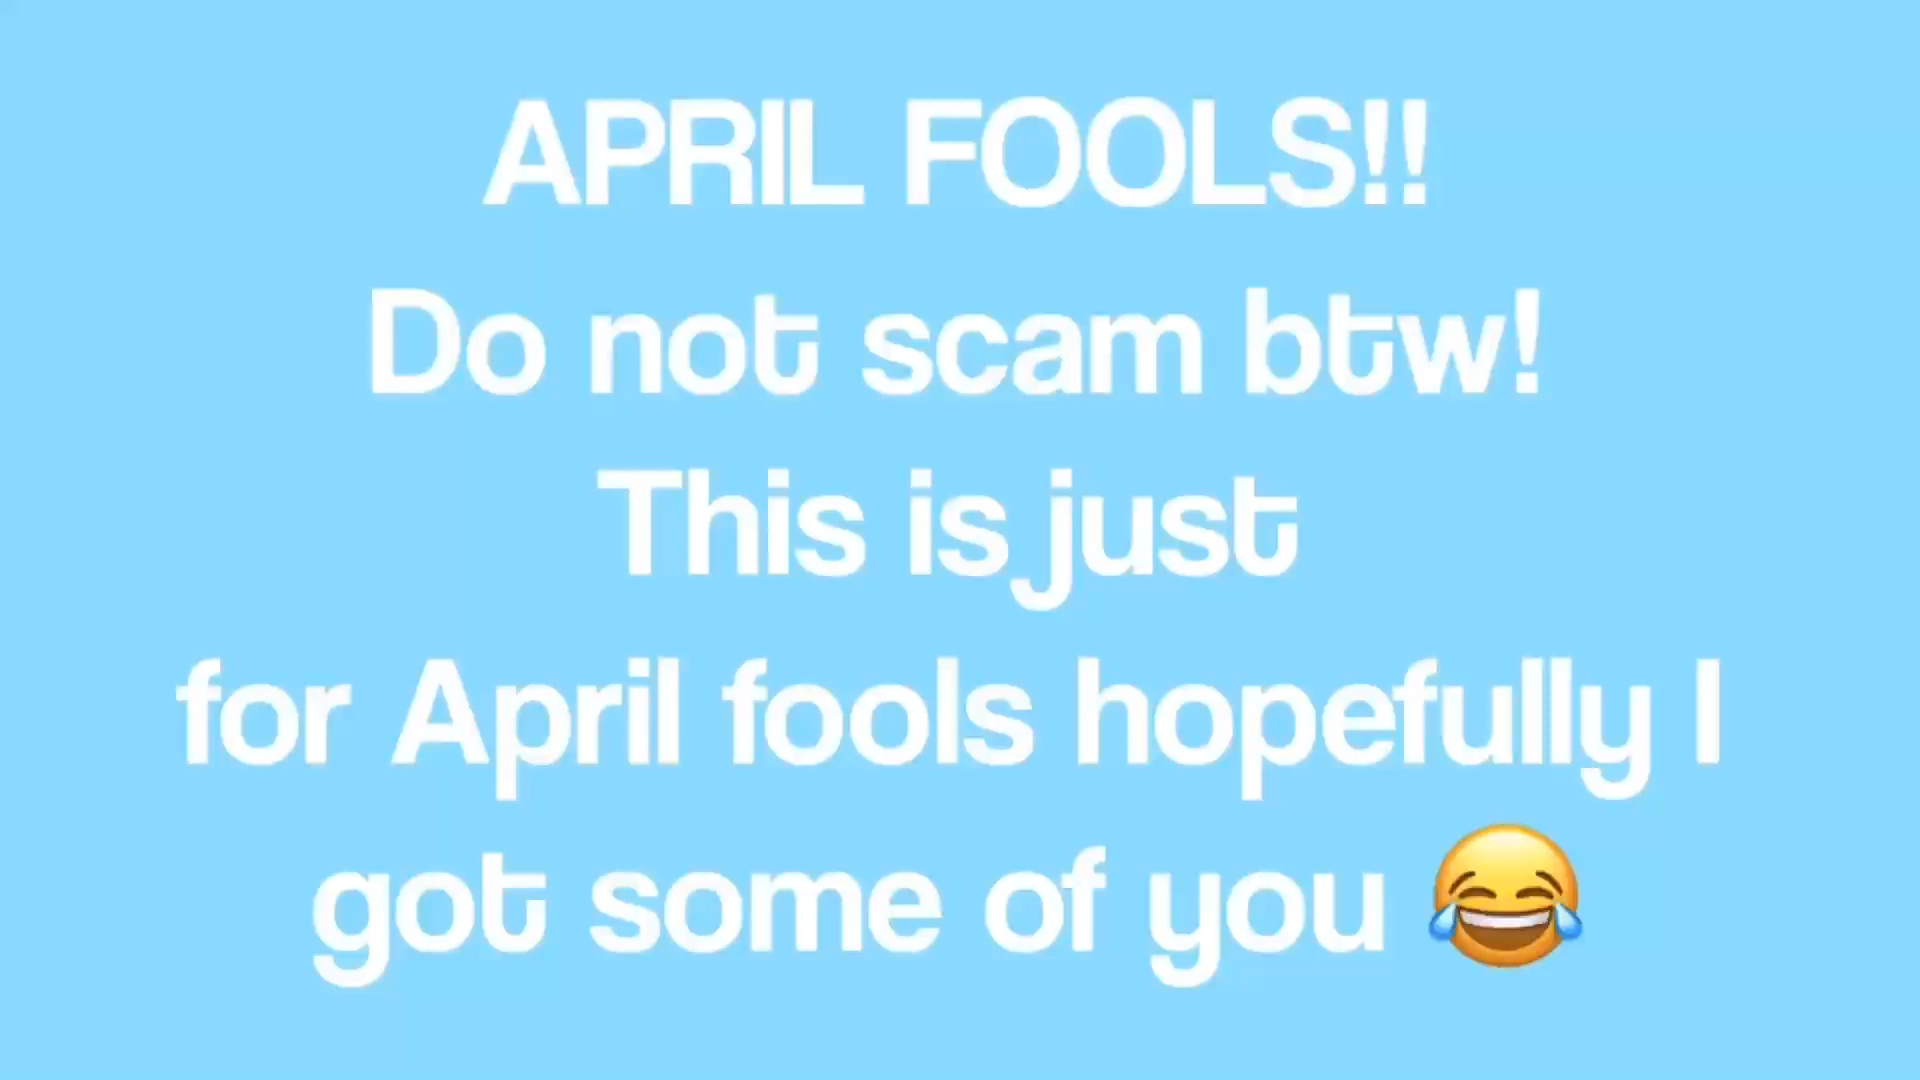 APRIL FOOLS!!
Do not scam btw!
This is just
for April fools hopefully I
got some of you 😂